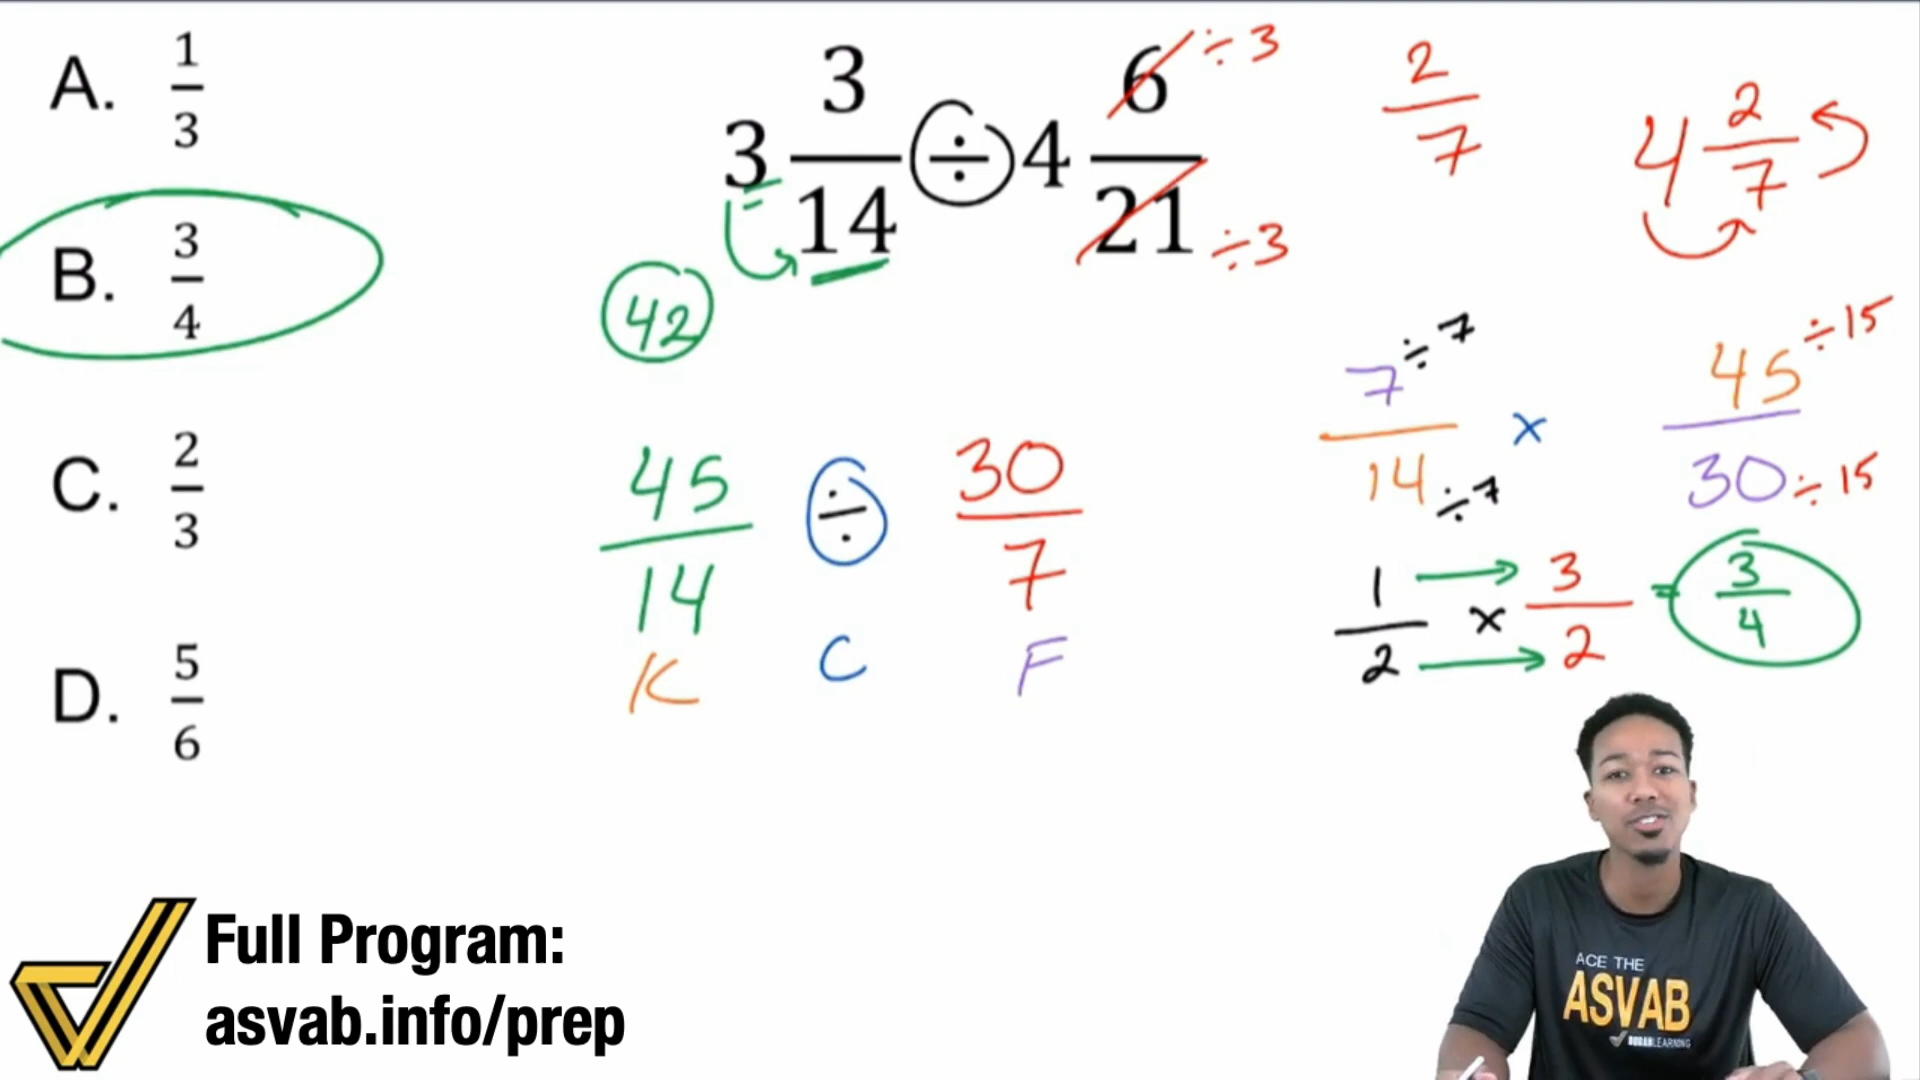 A. 1/3
B. 3/4
C. 2/3
D. 5/6
3 3/14 ÷ 4 6/21
÷3
÷3
2/7
4 2/7
42
45/14 ÷ 30/7
K C F
7/14 × 45/30
÷7 ÷15
÷7 ÷15
1/2 × 3/2 = 3/4
Full Program:
asvab.info/prep
ACE THE
ASVAB
LEARNING